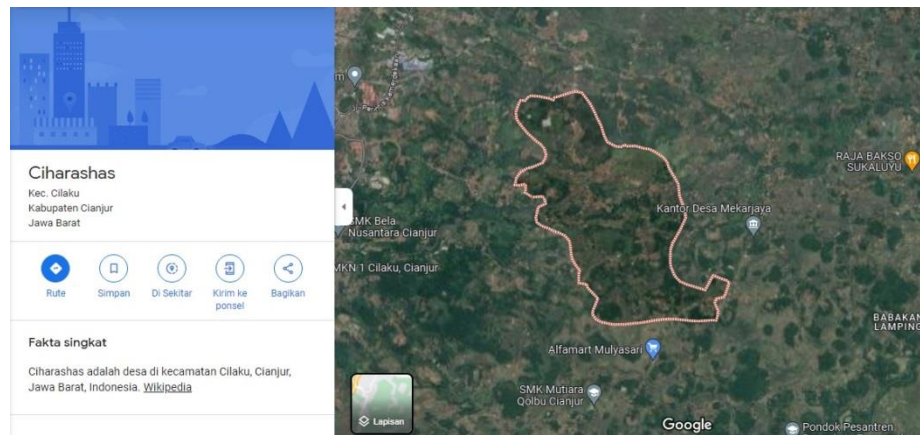 Ciharashas
Kec. Cilaku
Kabupaten Cianjur
Jawa Barat
Rute
Simpan
Di Sekitar
Kirim ke
ponsel
Bagikan
Fakta singkat
Ciharashas adalah desa di kecamatan Cilaku, Cianjur,
Jawa Barat, Indonesia. Wikipedia
RAJA BAKSO
SUKALUYU
Kantor Desa Mekarjaya
SMK Bela
Nusantara Cianjur
MKN 1 Cilaku, Cianjur
BABAKAN
LAMPING
Alfamart Mulyasari
SMK Mutiara
Qolbu Cianjur
Lapisan
Google
Pondok Pesantren